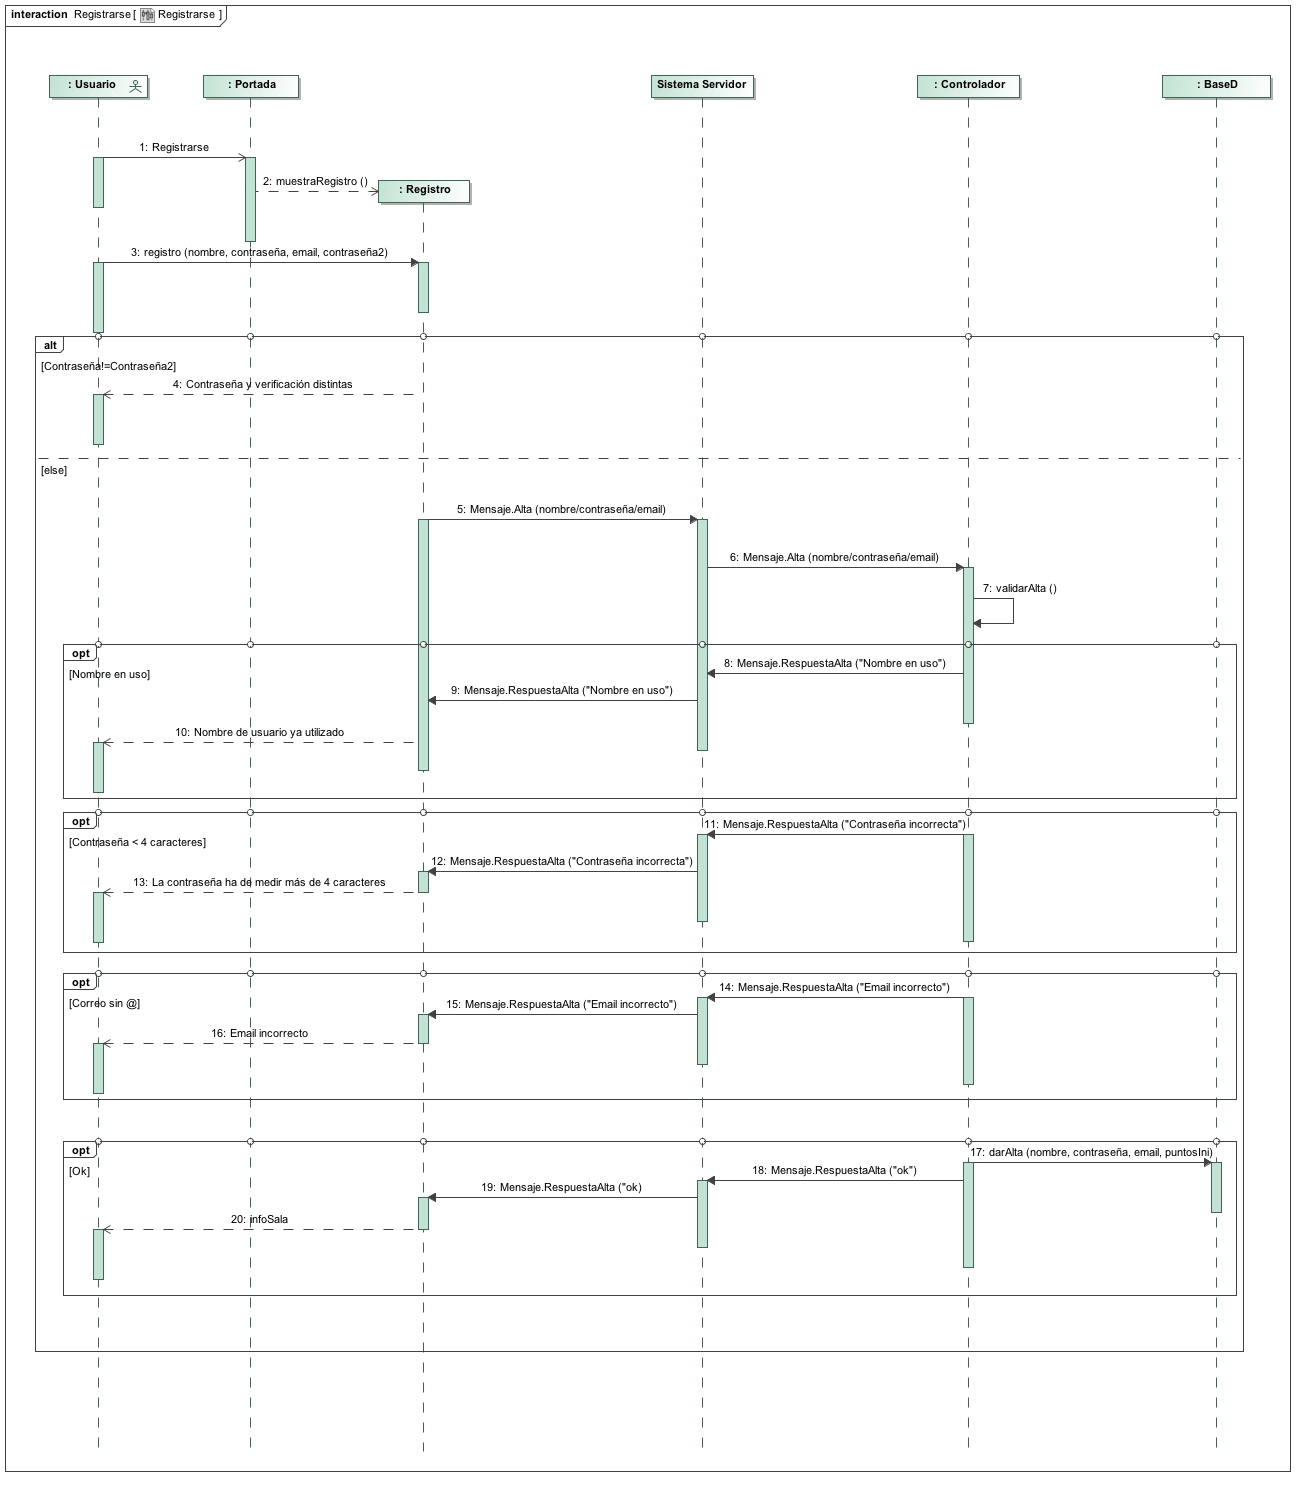 interaction Registrarse [ Registrarse ]
: Usuario
: Portada
Sistema Servidor
: Controlador
: BaseD
1: Registrarse
2: muestraRegistro ()
: Registro
3: registro (nombre, contraseña, email, contraseña2)
alt
[Contraseña!=Contraseña2]
4: Contraseña y verificación distintas
[else]
5: Mensaje.Alta (nombre/contraseña/email)
6: Mensaje.Alta (nombre/contraseña/email)
7: validarAlta ()
opt
[Nombre en uso]
8: Mensaje.RespuestaAlta ("Nombre en uso")
9: Mensaje.RespuestaAlta ("Nombre en uso")
10: Nombre de usuario ya utilizado
opt
[Contraseña < 4 caracteres]
11: Mensaje.RespuestaAlta ("Contraseña incorrecta")
12: Mensaje.RespuestaAlta ("Contraseña incorrecta")
13: La contraseña ha de medir más de 4 caracteres
opt
[Correo sin @]
14: Mensaje.RespuestaAlta ("Email incorrecto")
15: Mensaje.RespuestaAlta ("Email incorrecto")
16: Email incorrecto
opt
[Ok]
17: darAlta (nombre, contraseña, email, puntosIni)
18: Mensaje.RespuestaAlta ("ok")
19: Mensaje.RespuestaAlta ("ok)
20: infoSala